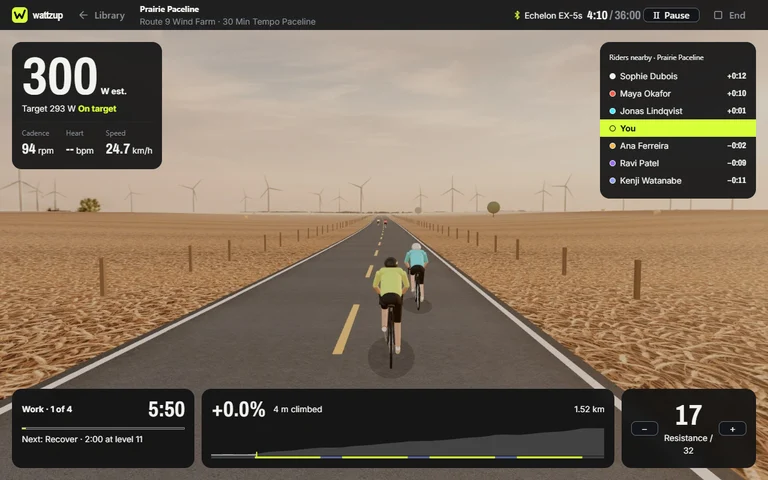 W wattzup
Library
Prairie Paceline
Route 9 Wind Farm · 30 Min Tempo Paceline
Echelon EX-5s 4:10 / 36:00
Pause
End
300 W est.
Target 293 W On target
Cadence Heart Speed
94 rpm -- bpm 24.7 km/h
Riders nearby · Prairie Paceline
Sophie Dubois +0:12
Maya Okafor +0:10
Jonas Lindqvist +0:01
You
Ana Ferreira −0:02
Ravi Patel −0:09
Kenji Watanabe −0:11
Work · 1 of 4 5:50
Next: Recover · 2:00 at level 11
+0.0% 4 m climbed 1.52 km
− 17 +
Resistance /
32